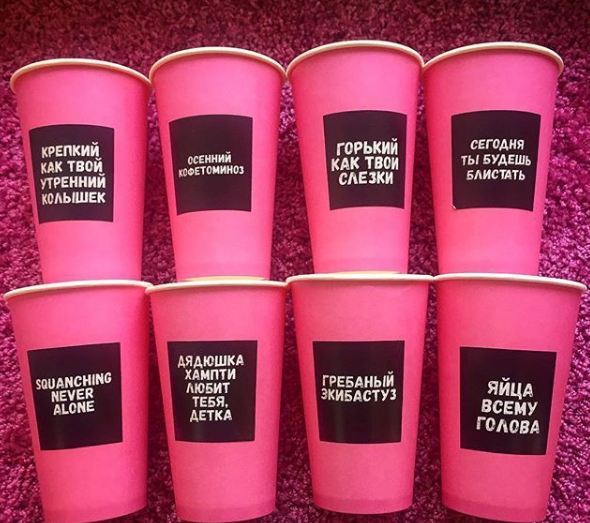 КРЕПКИЙ
КАК ТВОЙ
УТРЕННИЙ
КОЛЫШЕК
ОСЕННИЙ
КОФЕТОМИНОЗ
ГОРЬКИЙ
КАК ТВОИ
СЛЕЗКИ
СЕГОДНЯ
ТЫ БУДЕШЬ
БЛИСТАТЬ
SQUANCHING
NEVER
ALONE
ДЯДЮШКА
ХАМПТИ
ЛЮБИТ
ТЕБЯ,
ДЕТКА
ГРЕБАНЫЙ
ЭКИБАСТУЗ
ЯЙЦА
ВСЕМУ
ГОЛОВА